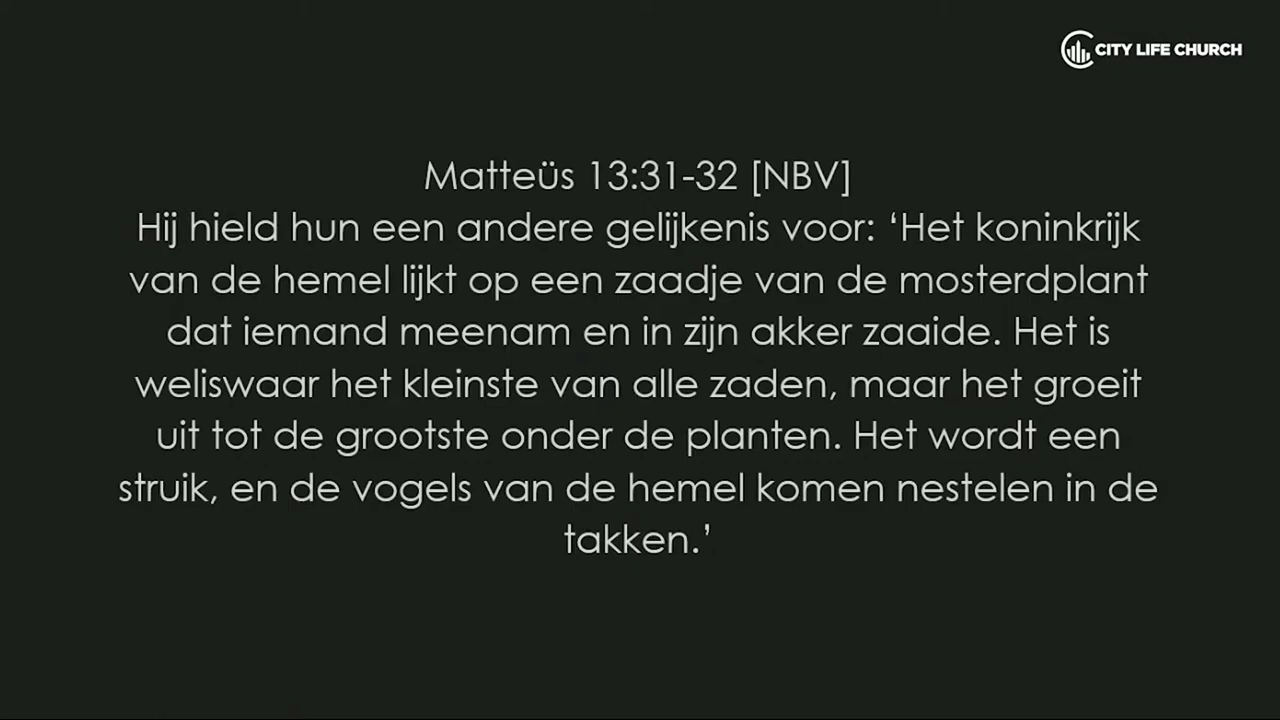 CITY LIFE CHURCH
Matteüs 13:31-32 [NBV]
Hij hield hun een andere gelijkenis voor: ‘Het koninkrijk
van de hemel lijkt op een zaadje van de mosterdplant
dat iemand meenam en in zijn akker zaaide. Het is
weliswaar het kleinste van alle zaden, maar het groeit
uit tot de grootste onder de planten. Het wordt een
struik, en de vogels van de hemel komen nestelen in de
takken.’